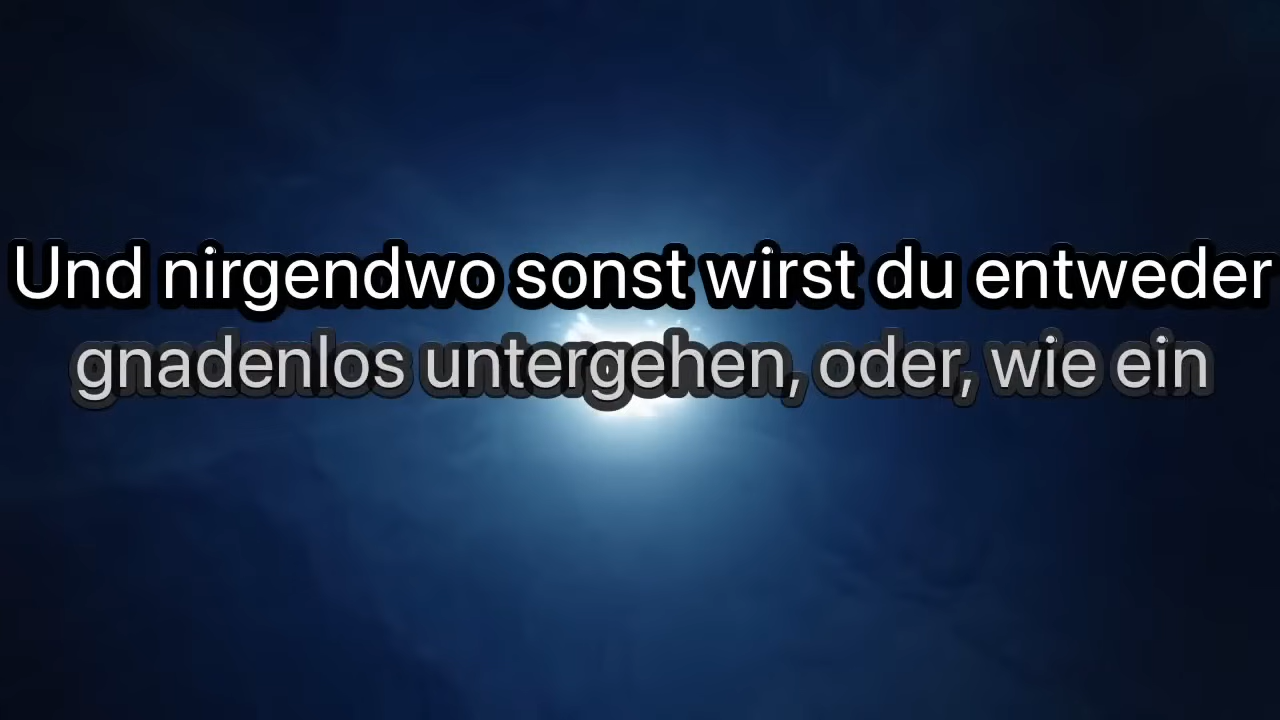 Und nirgendwo sonst wirst du entweder
gnadenlos untergehen, oder, wie ein